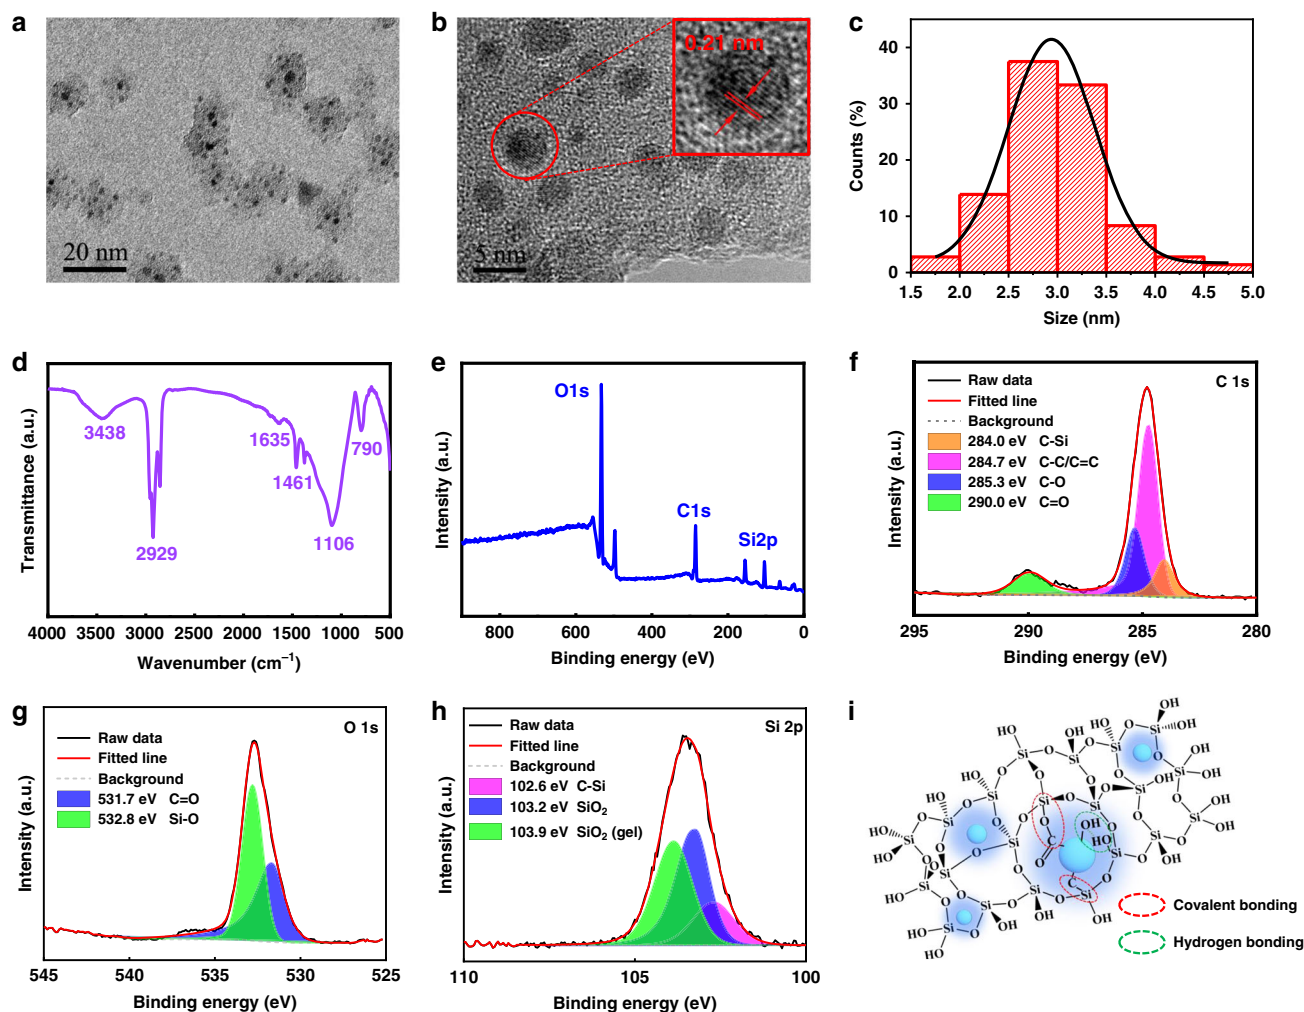 a
20 nm
b
0.21 nm
5 nm
c
Counts (%)
40
30
20
10
0
1.5 2.0 2.5 3.0 3.5 4.0 4.5 5.0
Size (nm)
d
Transmittance (a.u.)
3438
2929
1635
1461
1106
790
4000 3500 3000 2500 2000 1500 1000 500
Wavenumber (cm⁻¹)
e
Intensity (a.u.)
O1s
C1s
Si2p
800 600 400 200 0
Binding energy (eV)
f
Intensity (a.u.)
C 1s
Raw data
Fitted line
Background
284.0 eV C-Si
284.7 eV C-C/C=C
285.3 eV C-O
290.0 eV C=O
295 290 285 280
Binding energy (eV)
g
Intensity (a.u.)
O 1s
Raw data
Fitted line
Background
531.7 eV C=O
532.8 eV Si-O
545 540 535 530 525
Binding energy (eV)
h
Intensity (a.u.)
Si 2p
Raw data
Fitted line
Background
102.6 eV C-Si
103.2 eV SiO₂
103.9 eV SiO₂ (gel)
110 105 100
Binding energy (eV)
i
Covalent bonding
Hydrogen bonding